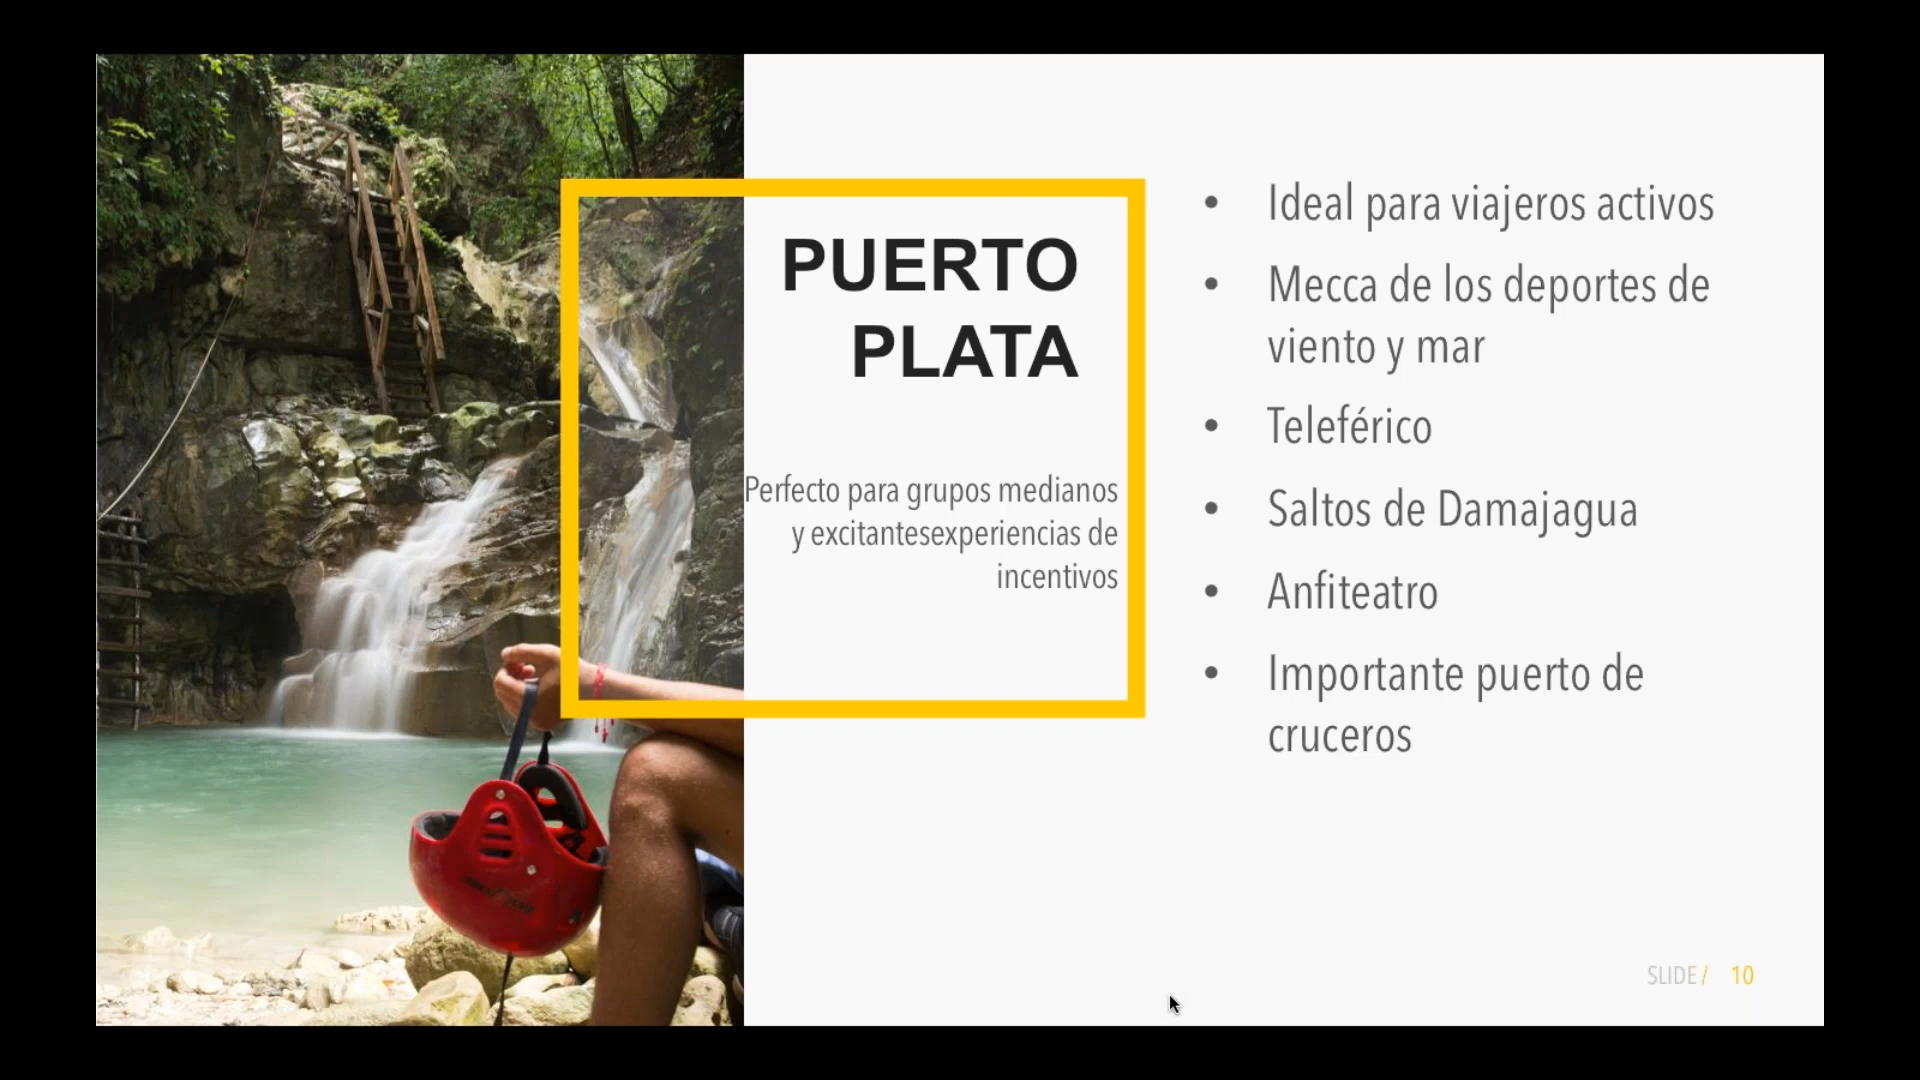 PUERTO
PLATA
Perfecto para grupos medianos
y excitantesexperiencias de
incentivos
• Ideal para viajeros activos
• Mecca de los deportes de
viento y mar
• Teleférico
• Saltos de Damajagua
• Anfiteatro
• Importante puerto de
cruceros
SLIDE / 10